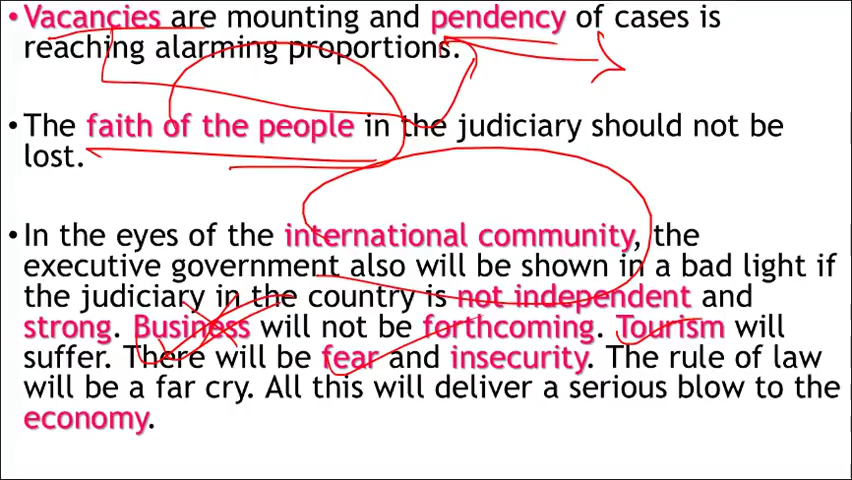 • Vacancies are mounting and pendency of cases is
reaching alarming proportions.
• The faith of the people in the judiciary should not be
lost.
• In the eyes of the international community, the
executive government also will be shown in a bad light if
the judiciary in the country is not independent and
strong. Business will not be forthcoming. Tourism will
suffer. There will be fear and insecurity. The rule of law
will be a far cry. All this will deliver a serious blow to the
economy.